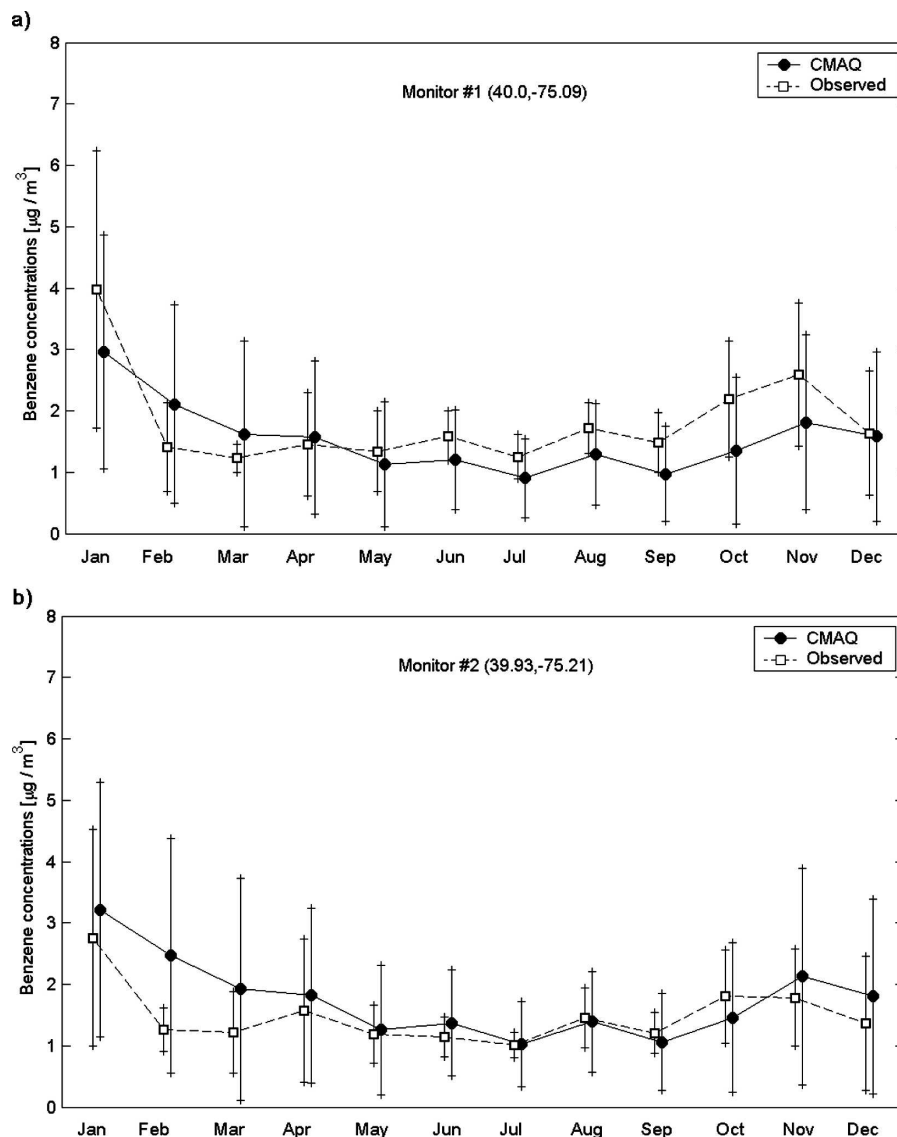 a)
8
7
6
5
4
3
2
1
0
Benzene concentrations [µg / m³]
Monitor #1 (40.0,-75.09)
CMAQ
Observed
Jan Feb Mar Apr May Jun Jul Aug Sep Oct Nov Dec
b)
8
7
6
5
4
3
2
1
0
Benzene concentrations [µg / m³]
Monitor #2 (39.93,-75.21)
CMAQ
Observed
Jan Feb Mar Apr May Jun Jul Aug Sep Oct Nov Dec